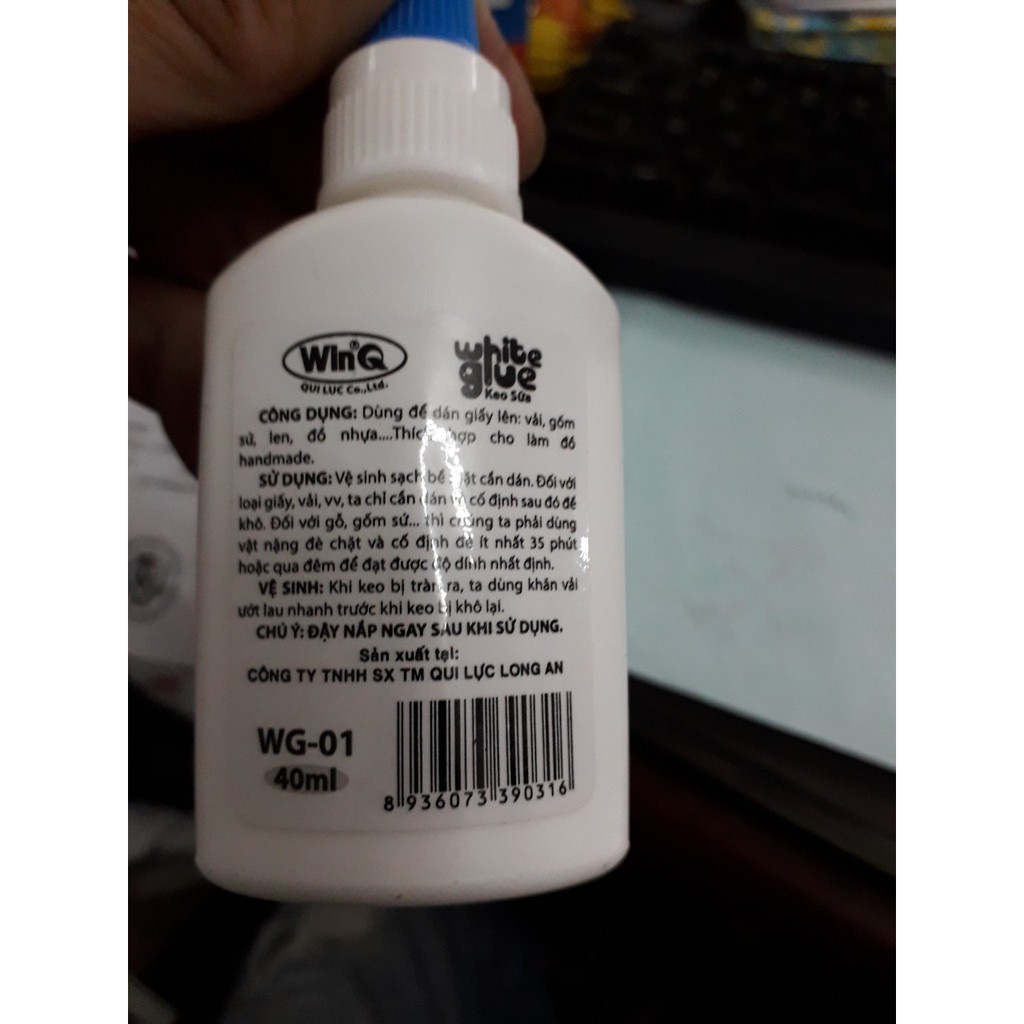 WinQ®
QUI LUC Co.,Ltd.
white
glue
Keo Sữa
CÔNG DỤNG: Dùng để dán giấy lên: vải, gốm
sứ, len, đồ nhựa....Thích hợp cho làm đồ
handmade.
SỬ DỤNG: Vệ sinh sạch bề mặt cần dán. Đối với
loại giấy, vải, vv, ta chỉ cần dán và cố định sau đó để
khô. Đối với gỗ, gốm sứ... thì chúng ta phải dùng
vật nặng đè chặt và cố định để ít nhất 35 phút
hoặc qua đêm để đạt được độ dính nhất định.
VỆ SINH: Khi keo bị tràn ra, ta dùng khăn vải
ướt lau nhanh trước khi keo bị khô lại.
CHÚ Ý: ĐẬY NẮP NGAY SAU KHI SỬ DỤNG.
Sản xuất tại:
CÔNG TY TNHH SX TM QUI LỰC LONG AN
WG-01
40ml
8 936073 390316